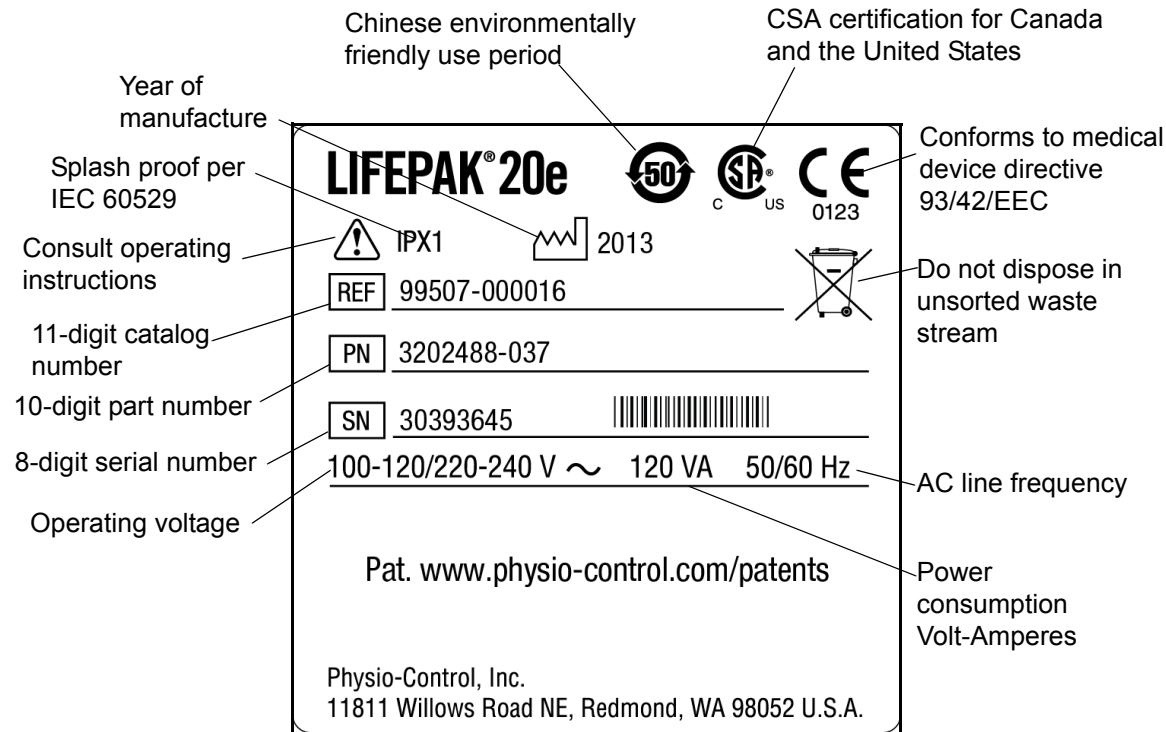 Chinese environmentally
friendly use period
CSA certification for Canada
and the United States
Year of
manufacture
Splash proof per
IEC 60529
Consult operating
instructions
11-digit catalog
number
10-digit part number
8-digit serial number
Operating voltage
LIFEPAK® 20e
50
C SA® US
CE
0123
IPX1
2013
REF 99507-000016
PN 3202488-037
SN 30393645
100-120/220-240 V ~ 120 VA 50/60 Hz
Pat. www.physio-control.com/patents
Physio-Control, Inc.
11811 Willows Road NE, Redmond, WA 98052 U.S.A.
Conforms to medical
device directive
93/42/EEC
Do not dispose in
unsorted waste
stream
AC line frequency
Power
consumption
Volt-Amperes